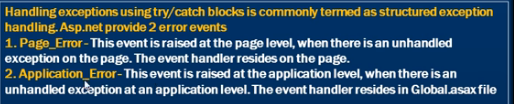 Handling exceptions using try/catch blocks is commonly termed as structured exception
handling. Asp.net provide 2 error events
1. Page_Error - This event is raised at the page level, when there is an unhandled
exception on the page. The event handler resides on the page.
2. Application_Error - This event is raised at the application level, when there is an
unhandled exception at an application level. The event handler resides in Global.asax file